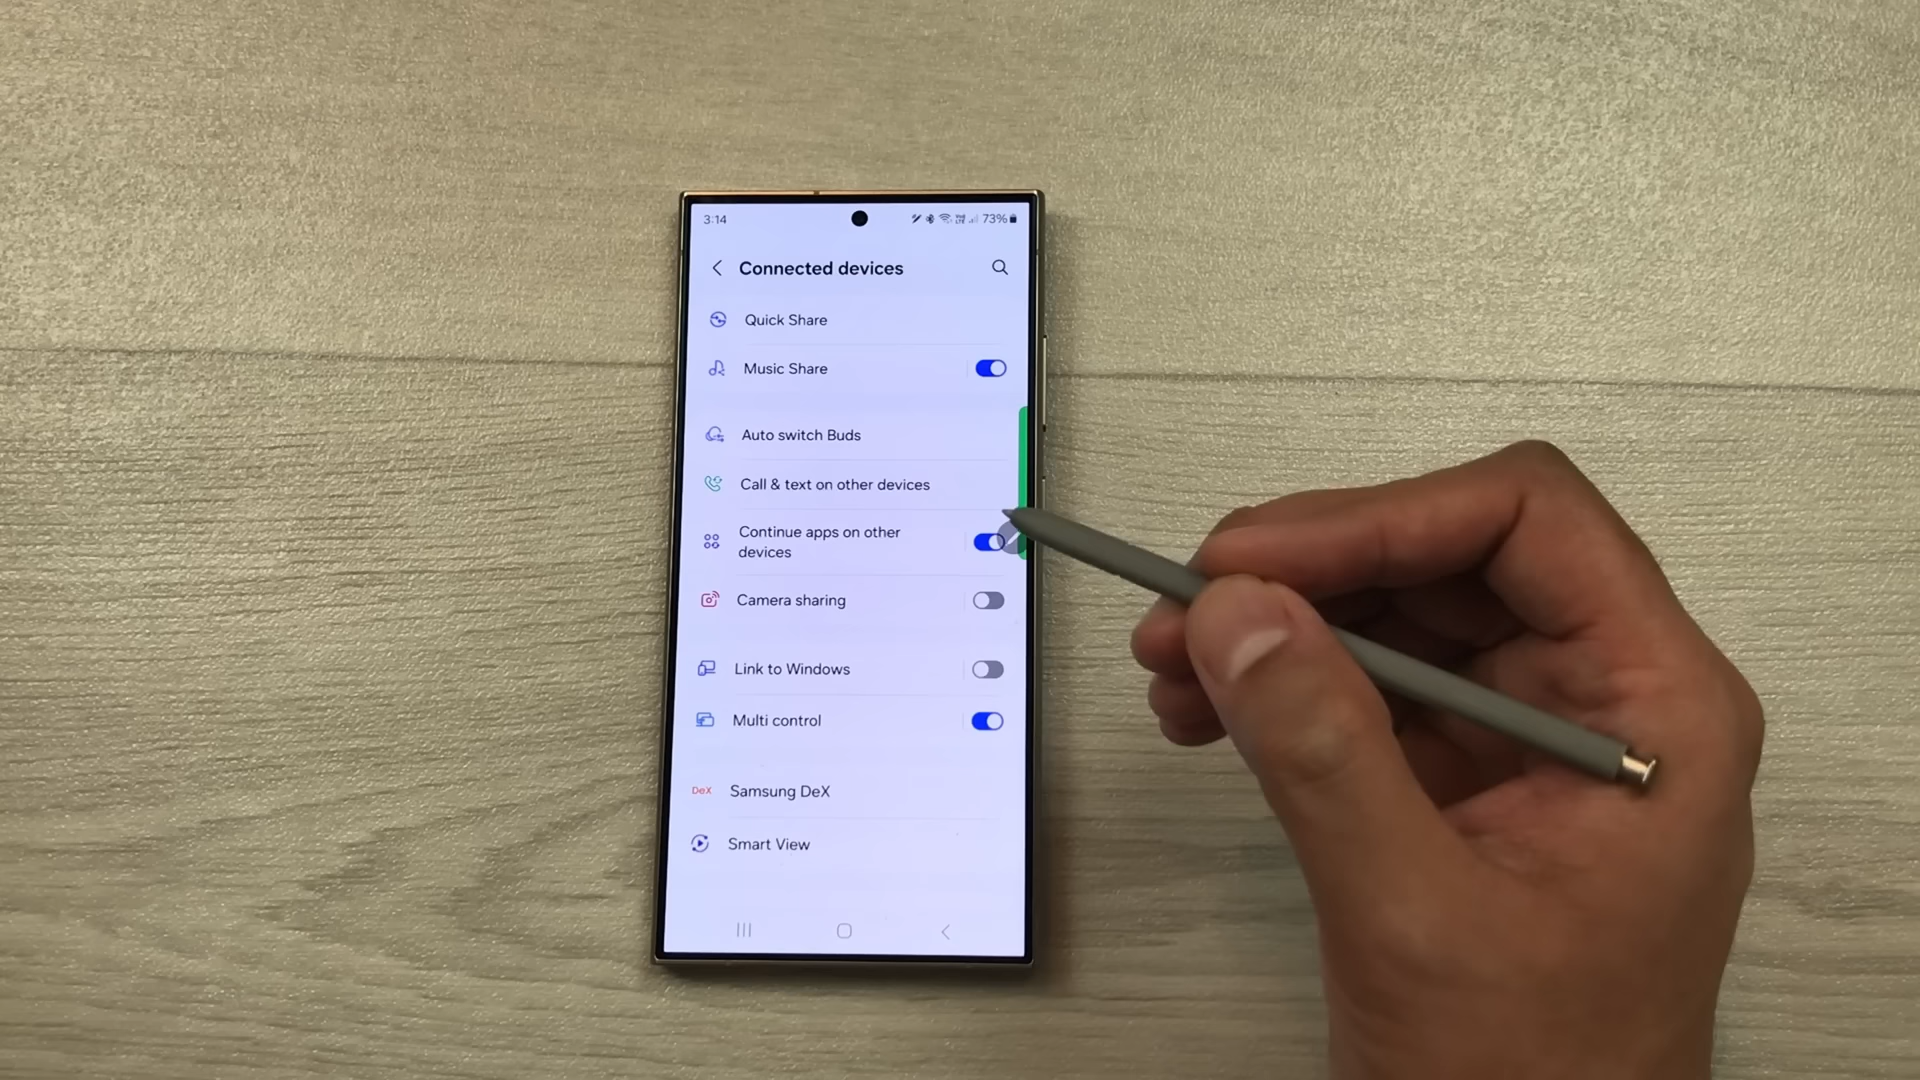 3:14
73%
Connected devices
Quick Share
Music Share
Auto switch Buds
Call & text on other devices
Continue apps on other
devices
Camera sharing
Link to Windows
Multi control
DeX Samsung DeX
Smart View